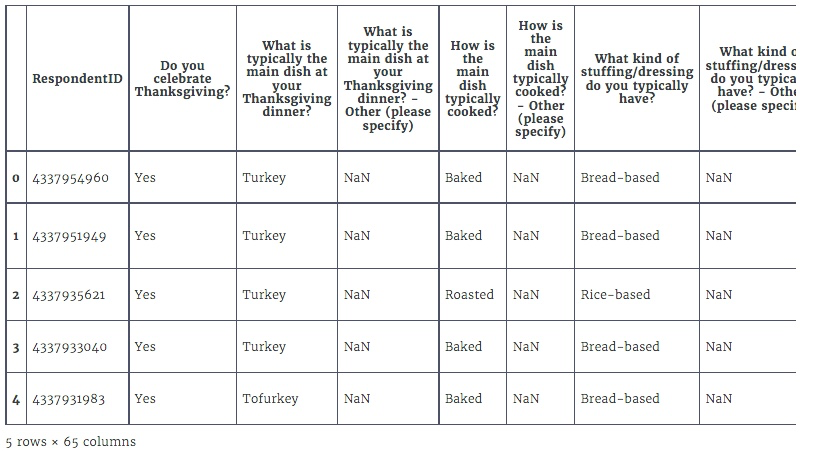 RespondentID
Do you
celebrate
Thanksgiving?
What is
typically the
main dish at
your
Thanksgiving
dinner?
What is
typically the
main dish at
your
Thanksgiving
dinner? -
Other (please
specify)
How is
the
main
dish
typically
cooked?
How is
the
main
dish
typically
cooked?
- Other
(please
specify)
What kind of
stuffing/dressing
do you typically
have?
What kind o
stuffing/dress
do you typica
have? - Oth
(please speci
0 4337954960 Yes Turkey NaN Baked NaN Bread-based NaN
1 4337951949 Yes Turkey NaN Baked NaN Bread-based NaN
2 4337935621 Yes Turkey NaN Roasted NaN Rice-based NaN
3 4337933040 Yes Turkey NaN Baked NaN Bread-based NaN
4 4337931983 Yes Tofurkey NaN Baked NaN Bread-based NaN
5 rows × 65 columns